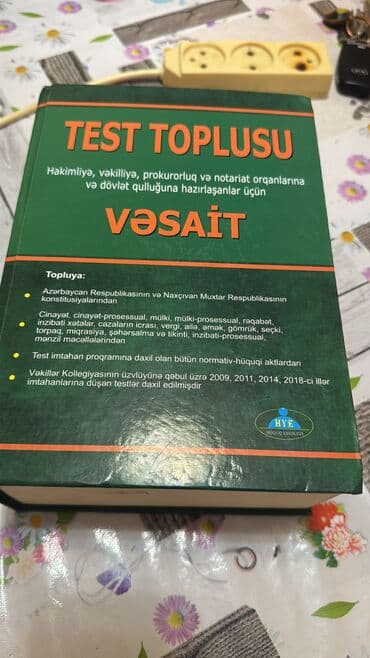 TEST TOPLUSU
Hakimliyə, vəkilliyə, prokurorluq və notariat orqanlarına
və dövlət qulluğuna hazırlaşanlar üçün
VƏSAİT
Topluya:
Azərbaycan Respublikasının və Naxçıvan Muxtar Respublikasının
konstitusiyalarından
Cinayət, cinayət-prosessual, mülki, mülki-prosessual, rəqabət,
inzibati xətalar, cəzaların icrası, vergi, ailə, əmək, gömrük, seçki,
torpaq, miqrasiya, şəhərsalma və tikinti, inzibati-prosessual,
mənzil məcəllələrindən
Test imtahan proqramına daxil olan bütün normativ-hüquqi aktlardan
Vəkillər Kollegiyasının üzvlüyünə qəbul üzrə 2009, 2011, 2014, 2018-ci illər
imtahanlarına düşən testlər daxil edilmişdir
HYE